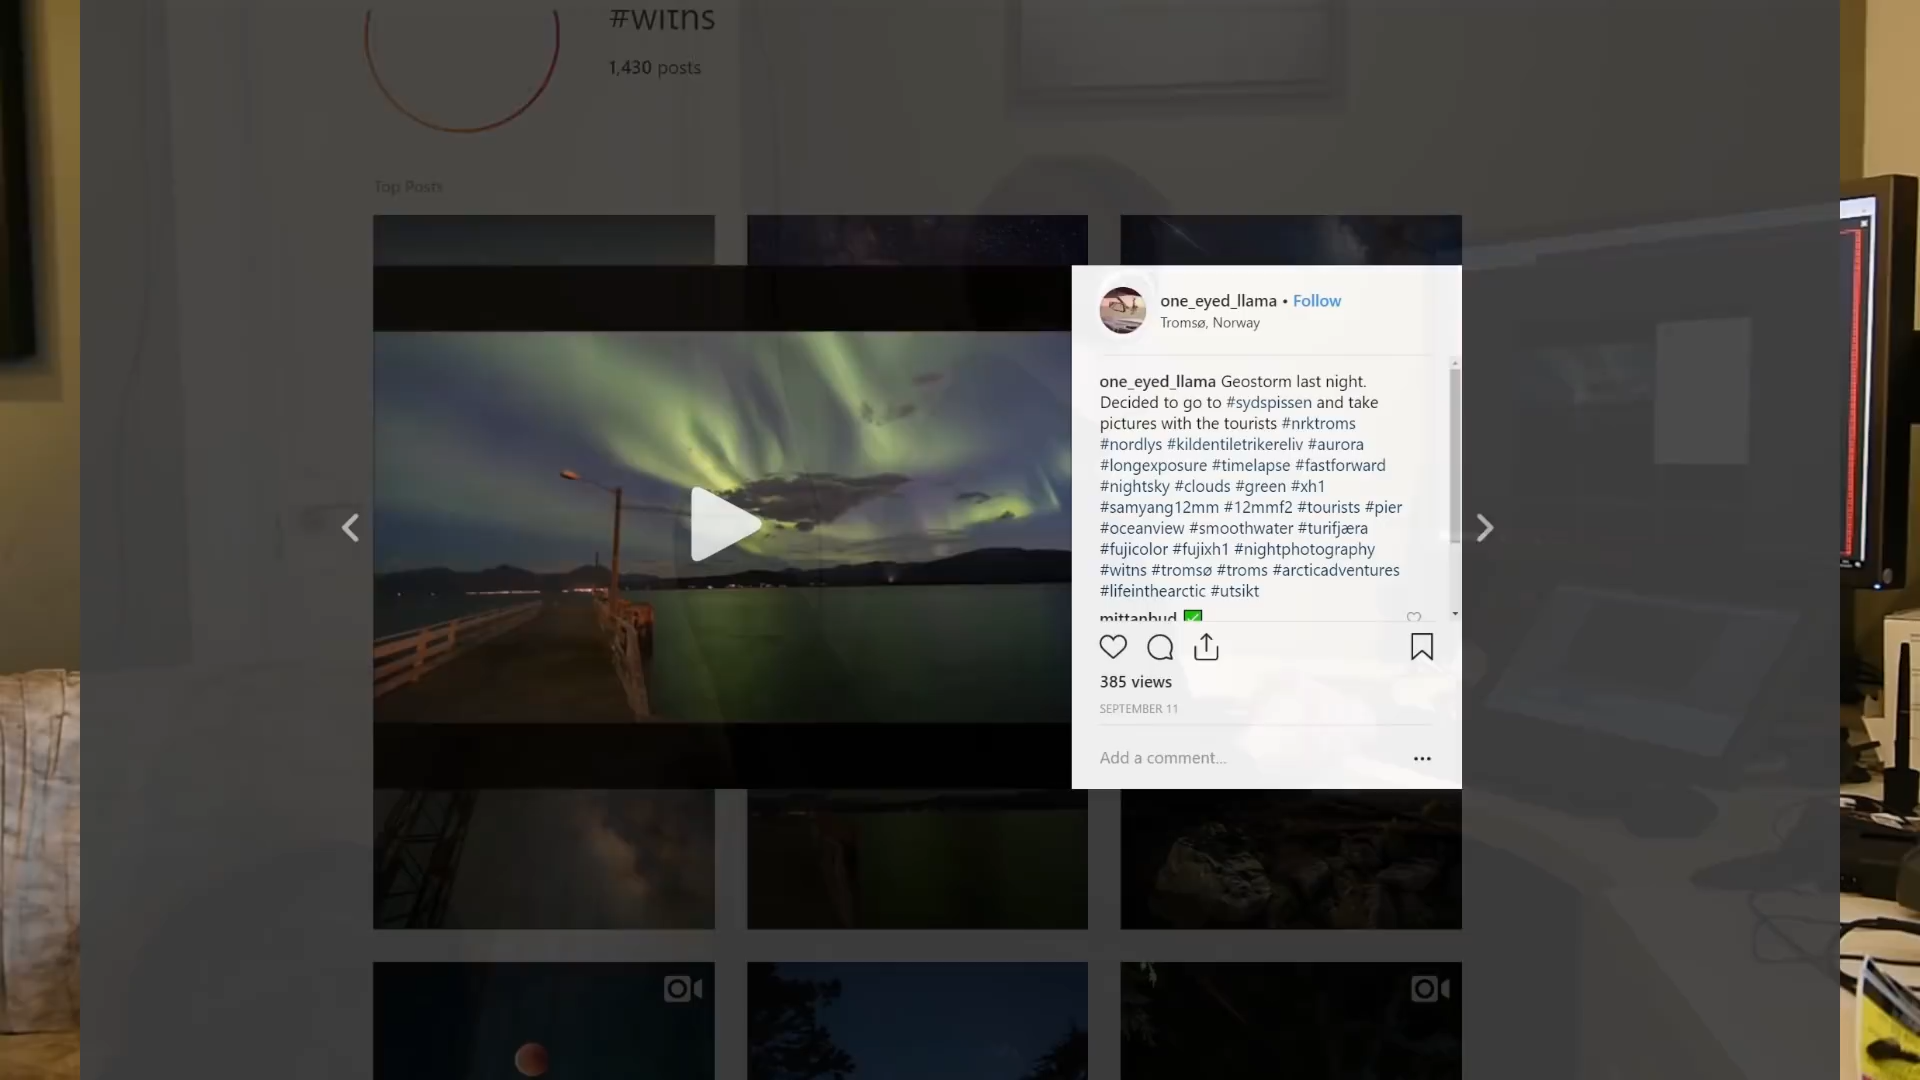 #witns
1,430 posts
Top Posts
one_eyed_llama • Follow
Tromsø, Norway
one_eyed_llama Geostorm last night.
Decided to go to #sydspissen and take
pictures with the tourists #nrktroms
#nordlys #kildentiletrikereliv #aurora
#longexposure #timelapse #fastforward
#nightsky #clouds #green #xh1
#samyang12mm #12mmf2 #tourists #pier
#oceanview #smoothwater #turifjæra
#fujicolor #fujixh1 #nightphotography
#witns #tromsø #troms #arcticadventures
#lifeinthearctic #utsikt
mittanbud ✅
385 views
SEPTEMBER 11
Add a comment...